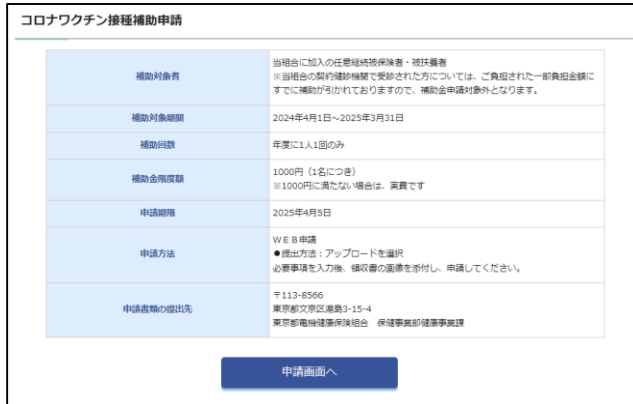 コロナワクチン接種補助申請
補助対象者
当組合に加入の任意継続被保険者・被扶養者
※当組合の契約健診機関で受診された方については、ご負担された一部負担金額に
すでに補助が引かれておりますので、補助金申請対象外となります。
補助対象期間
2024年4月1日～2025年3月31日
補助回数
年度に1人1回のみ
補助金限度額
1000円（1名につき）
※1000円に満たない場合は、実費です
申請期限
2025年4月5日
申請方法
ＷＥＢ申請
●提出方法：アップロードを選択
必要事項を入力後、領収書の画像を添付し、申請してください。
申請書類の提出先
〒113-8566
東京都文京区湯島3-15-4
東京都電機健康保険組合　保健事業部健康事業課
申請画面へ